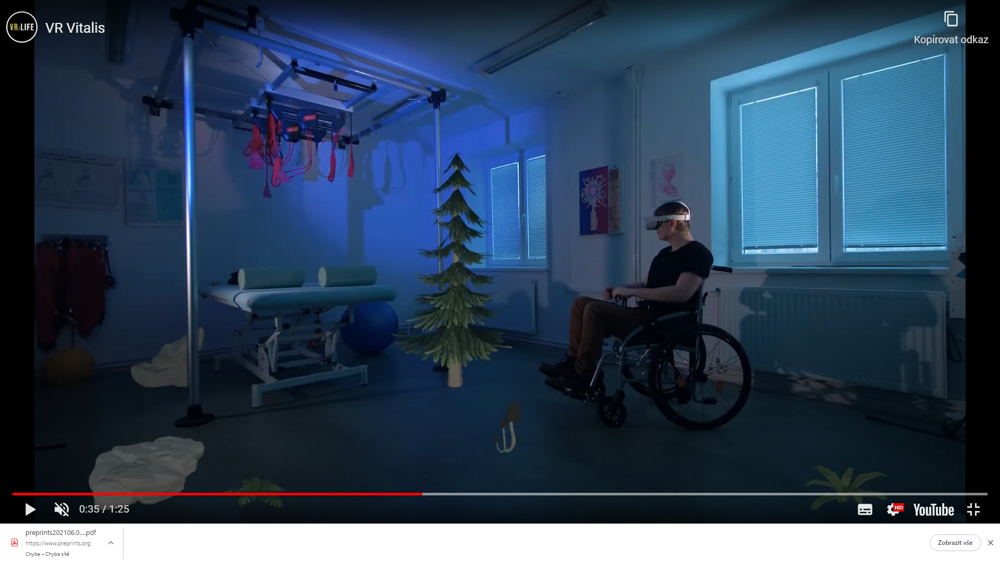 VR LIFE
VR Vitalis
Kopírovat odkaz
0:35 / 1:25
HD
YouTube
preprints202106.0....pdf
https://www.preprints.org
Chyba – Chyba sítě
Zobrazit vše